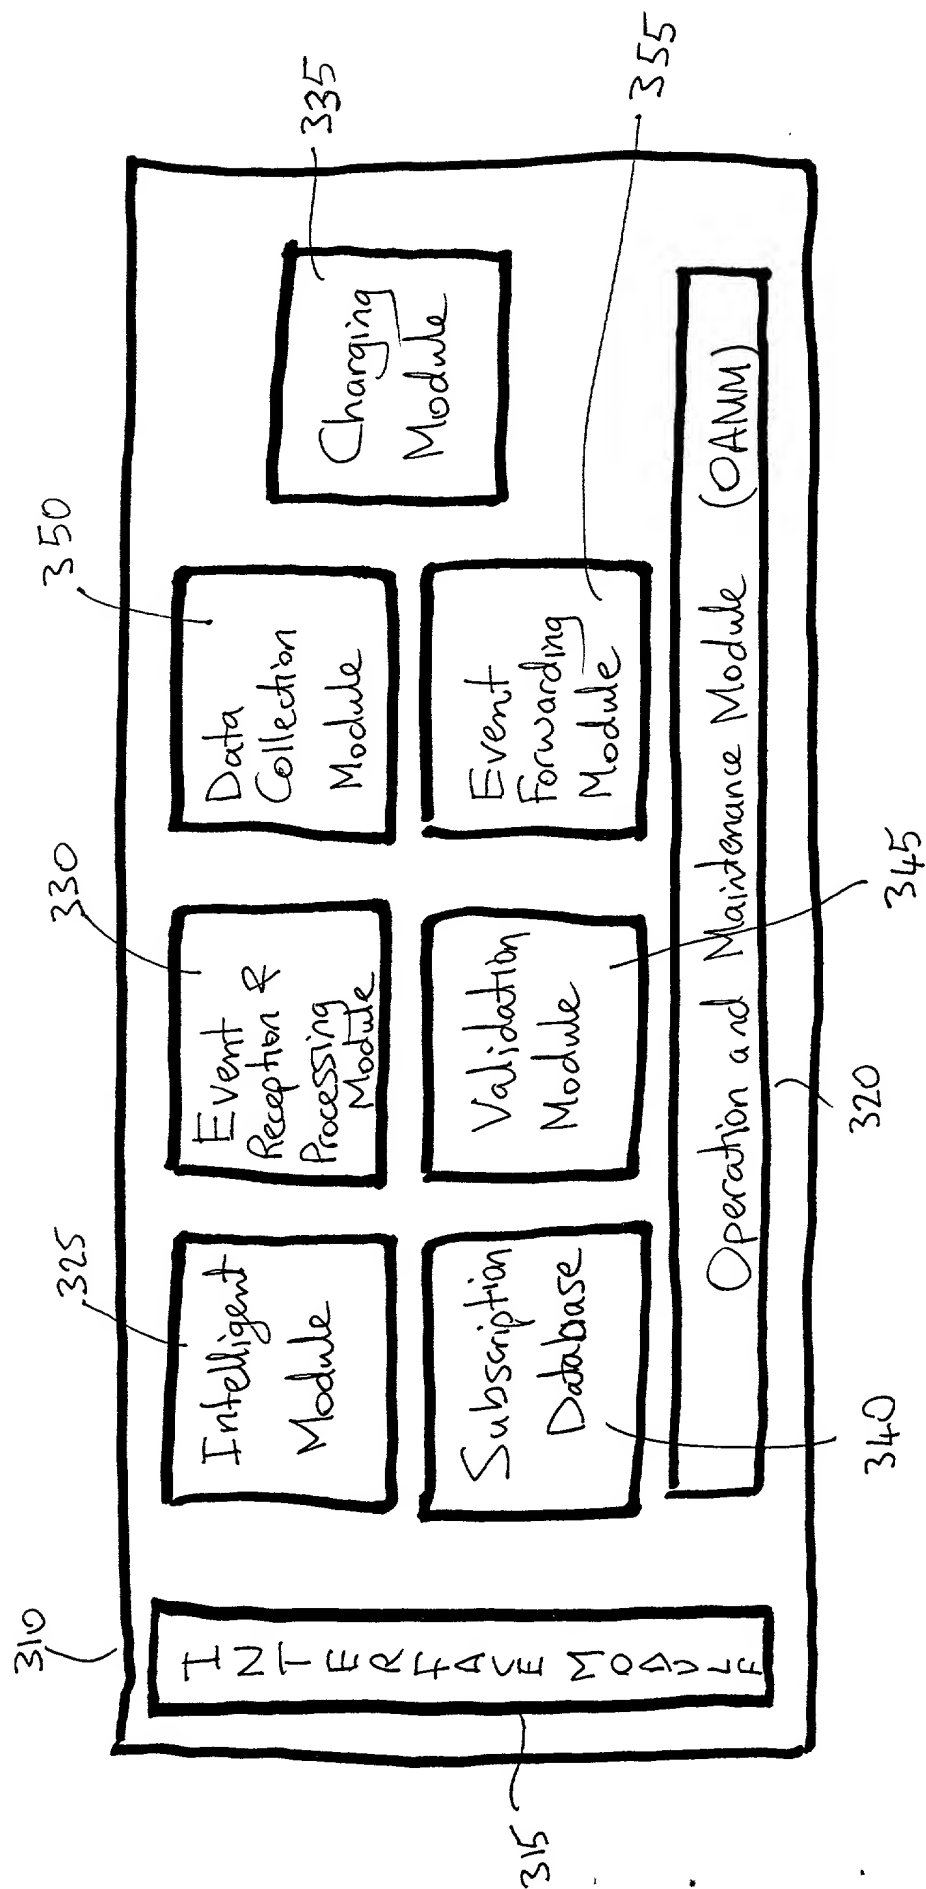 310
325
330
350
335
INTERFACE MODULE
Intelligent
Module
Event
Reception &
Processing
Module
Data
Collection
Module
Charging
Module
Subscription
Database
Validation
Module
Event
Forwarding
Module
Operation and Maintenance Module (OAMM)
315
340
320
345
355